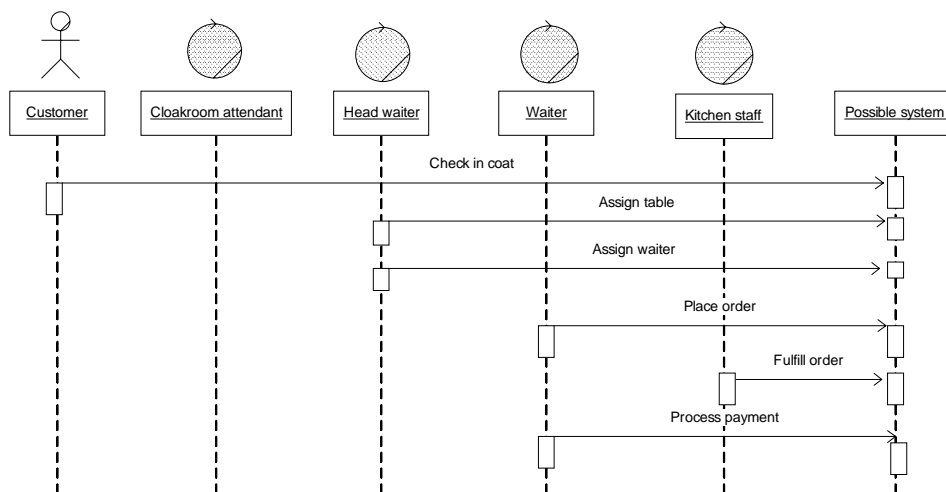 Customer
Cloakroom attendant
Head waiter
Waiter
Kitchen staff
Possible system
Check in coat
Assign table
Assign waiter
Place order
Fulfill order
Process payment